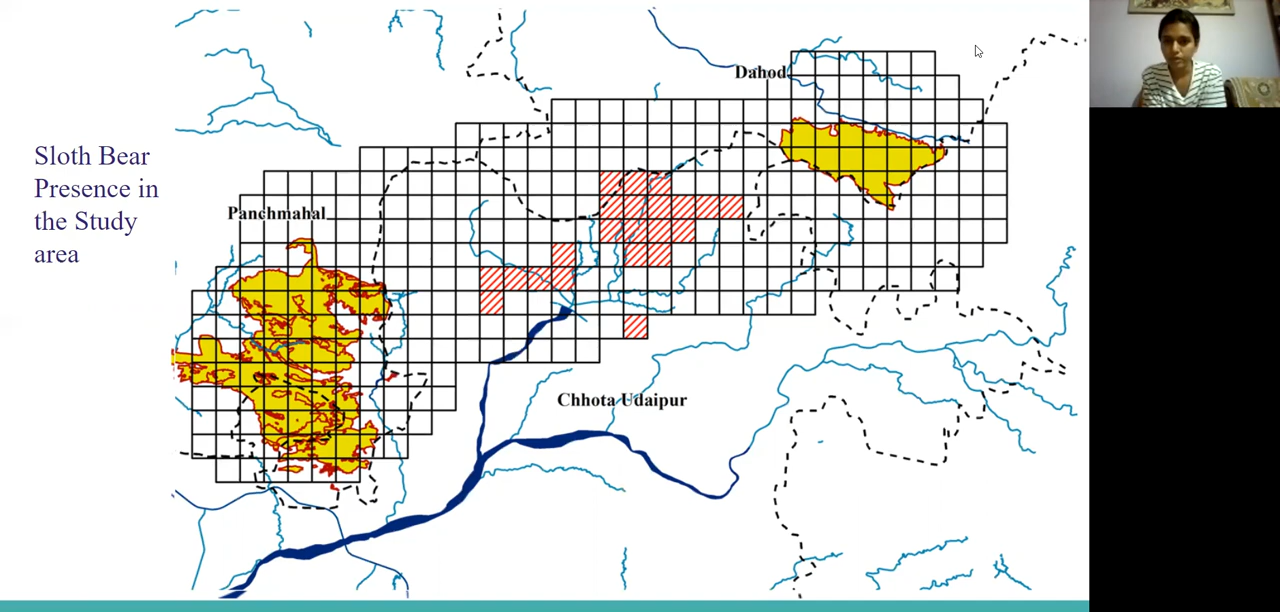 Sloth Bear
Presence in
the Study
area
Dahod
Panchmahal
Chhota Udaipur